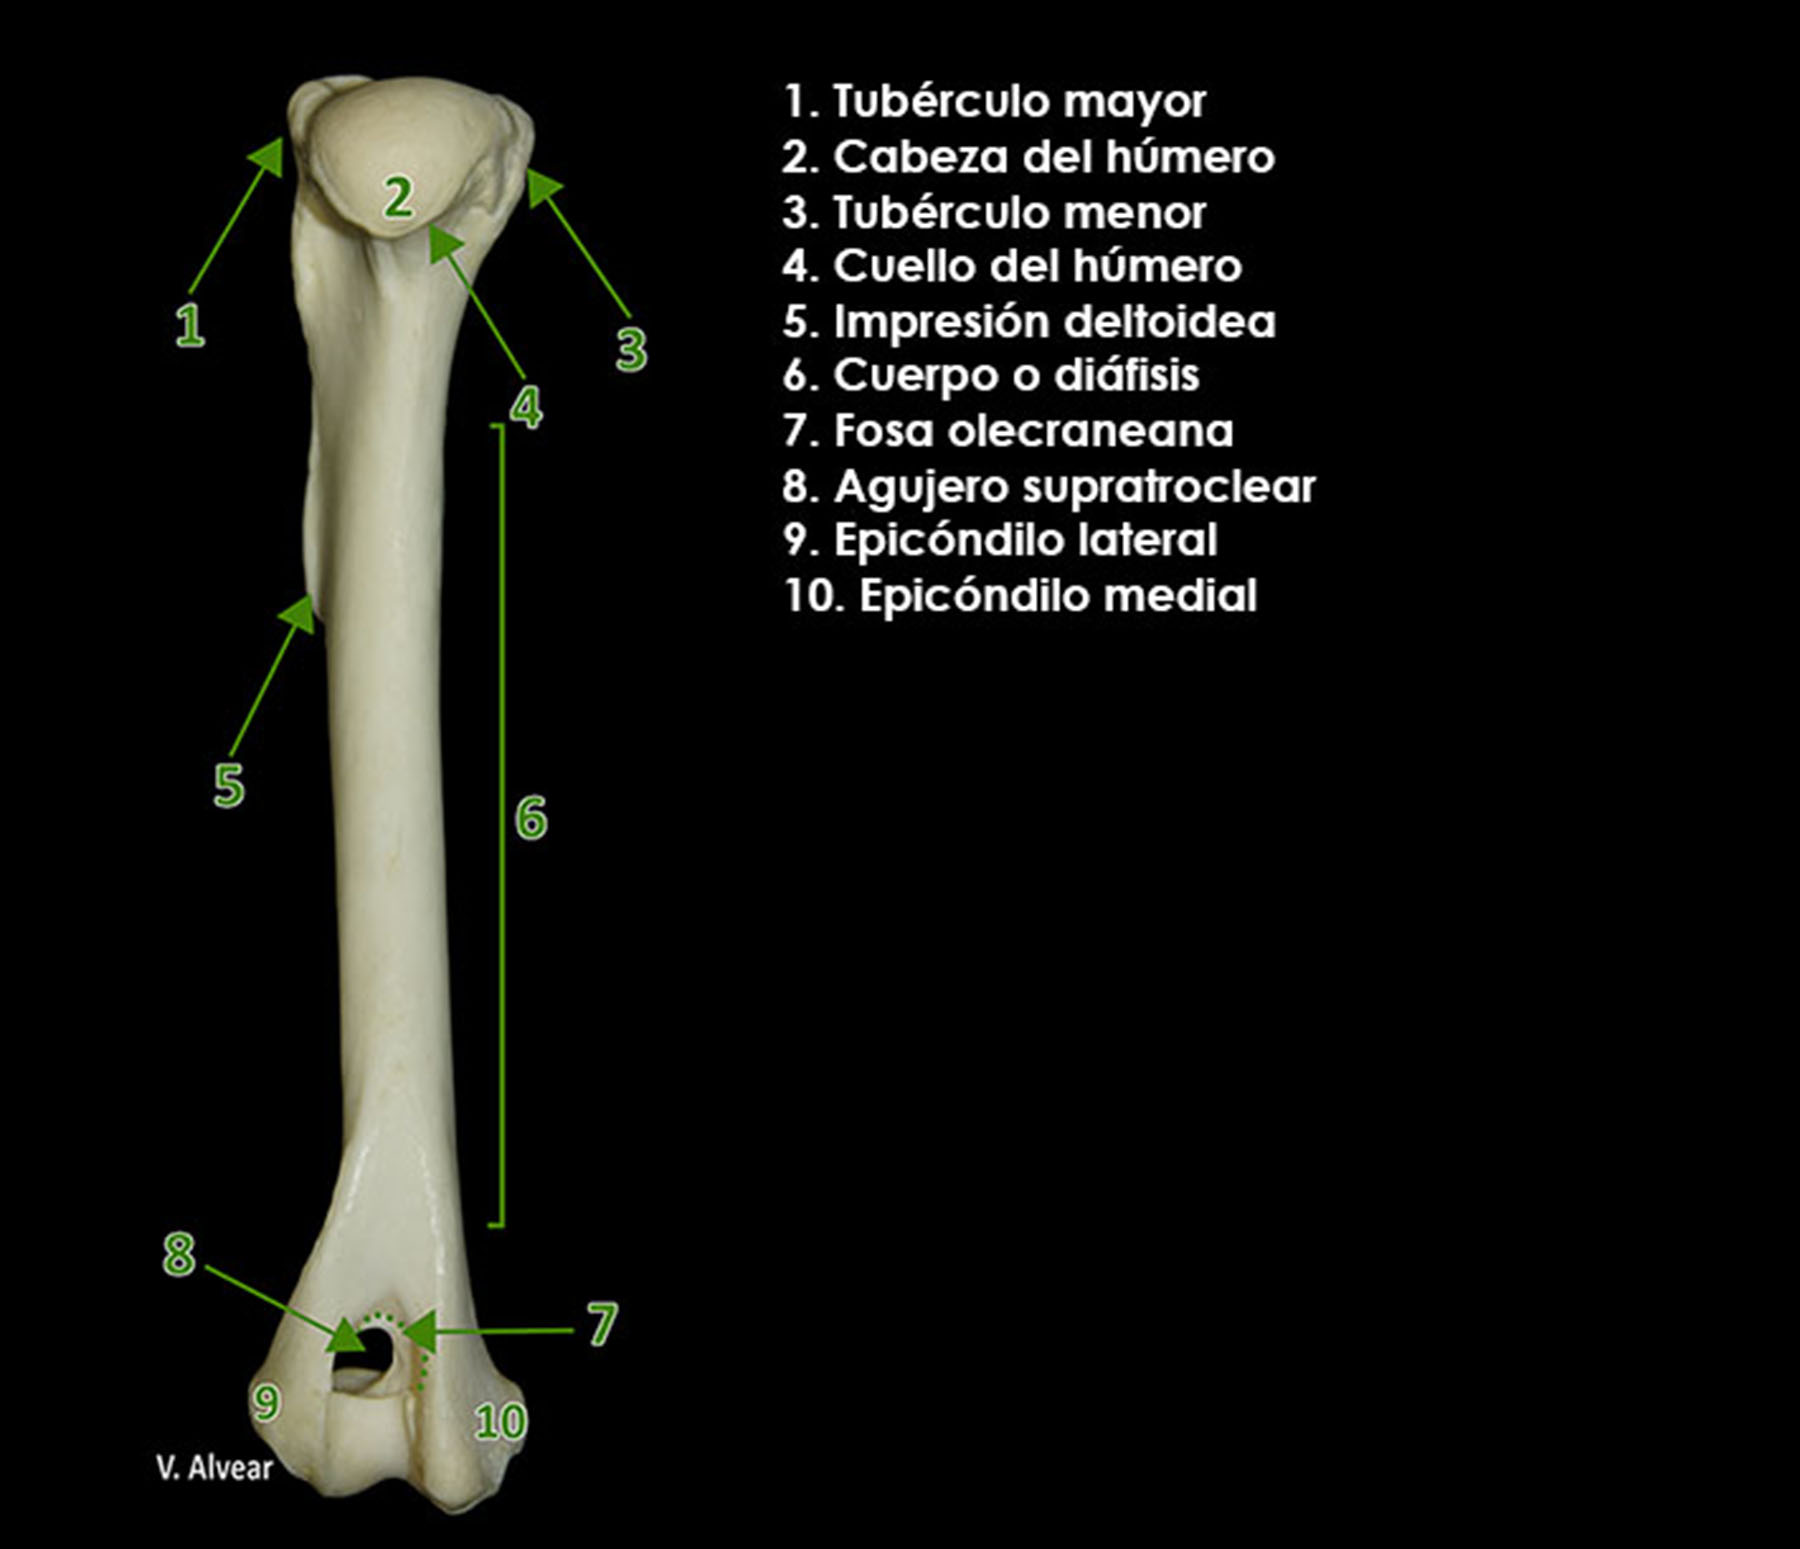 1. Tubérculo mayor
2. Cabeza del húmero
3. Tubérculo menor
4. Cuello del húmero
5. Impresión deltoidea
6. Cuerpo o diáfisis
7. Fosa olecraneana
8. Agujero supratroclear
9. Epicóndilo lateral
10. Epicóndilo medial
2
1
3
4
5
6
8
7
9
10
V. Alvear